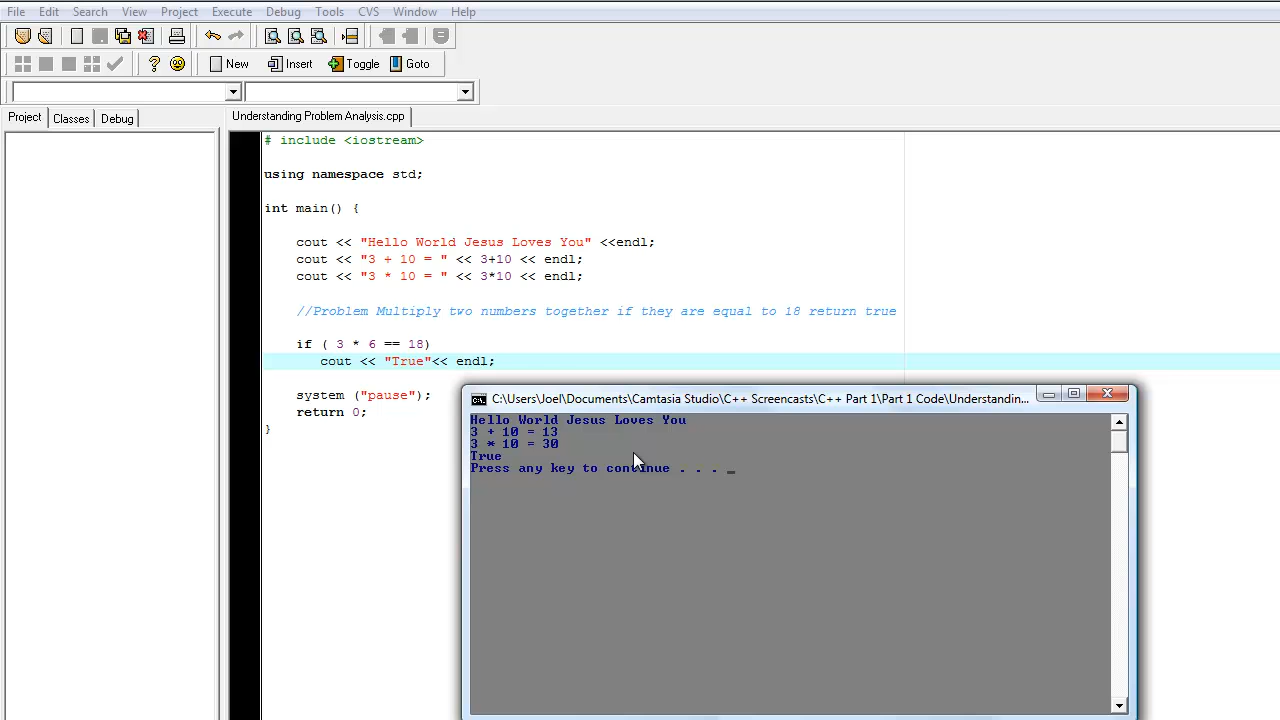 File Edit Search View Project Execute Debug Tools CVS Window Help
New Insert Toggle Goto
Project Classes Debug
Understanding Problem Analysis.cpp
# include <iostream>
using namespace std;
int main() {
cout << "Hello World Jesus Loves You" <<endl;
cout << "3 + 10 = " << 3+10 << endl;
cout << "3 * 10 = " << 3*10 << endl;
//Problem Multiply two numbers together if they are equal to 18 return true
if ( 3 * 6 == 18)
cout << "True"<< endl;
system ("pause");
return 0;
}
C:\Users\Joel\Documents\Camtasia Studio\C++ Screencasts\C++ Part 1\Part 1 Code\Understandin...
Hello World Jesus Loves You
3 + 10 = 13
3 * 10 = 30
True
Press any key to continue . . . _